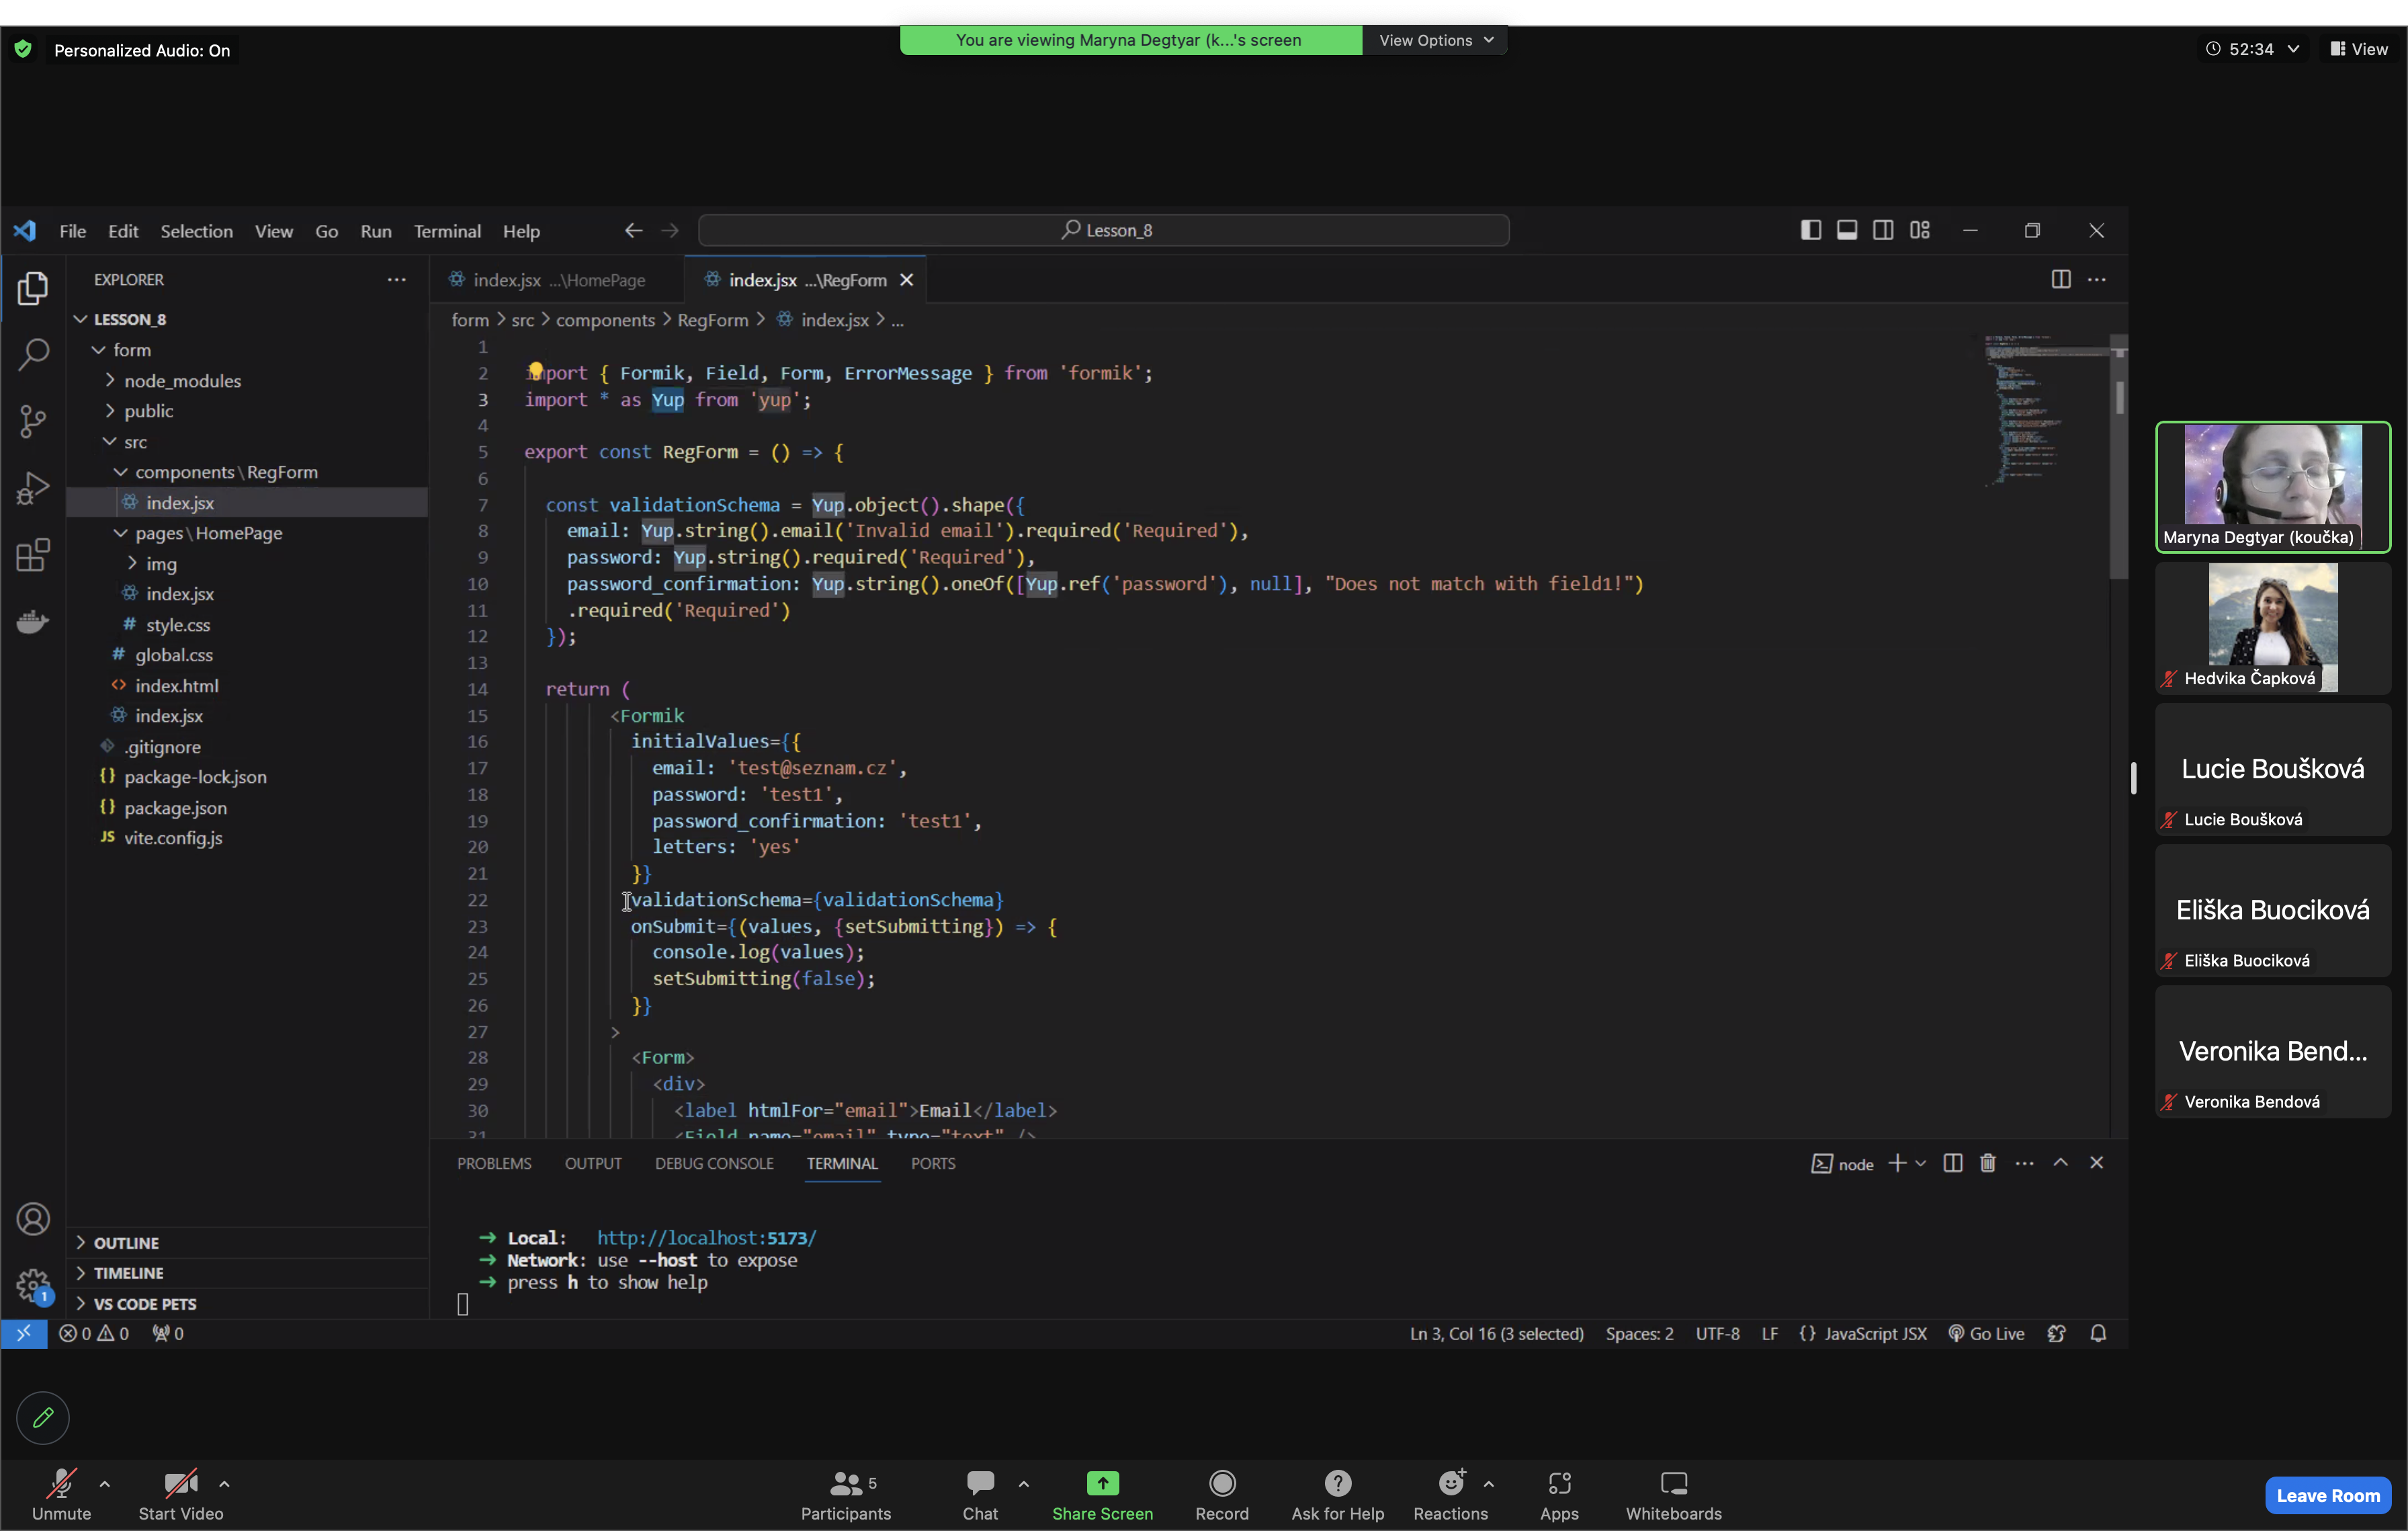 Personalized Audio: On
You are viewing Maryna Degtyar (k...'s screen
View Options
52:34
View
File Edit Selection View Go Run Terminal Help
Lesson_8
EXPLORER
LESSON_8
form
node_modules
public
src
components\RegForm
index.jsx
pages\HomePage
img
index.jsx
# style.css
# global.css
<> index.html
index.jsx
.gitignore
{} package-lock.json
{} package.json
JS vite.config.js
OUTLINE
TIMELINE
VS CODE PETS
index.jsx ...\HomePage
index.jsx ...\RegForm
form > src > components > RegForm > index.jsx > ...
1
2 import { Formik, Field, Form, ErrorMessage } from 'formik';
3 import * as Yup from 'yup';
4
5 export const RegForm = () => {
6
7 const validationSchema = Yup.object().shape({
8 email: Yup.string().email('Invalid email').required('Required'),
9 password: Yup.string().required('Required'),
10 password_confirmation: Yup.string().oneOf([Yup.ref('password'), null], "Does not match with field1!")
11 .required('Required')
12 });
13
14 return (
15 <Formik
16 initialValues={{
17 email: 'test@seznam.cz',
18 password: 'test1',
19 password_confirmation: 'test1',
20 letters: 'yes'
21 }}
22 validationSchema={validationSchema}
23 onSubmit={(values, {setSubmitting}) => {
24 console.log(values);
25 setSubmitting(false);
26 }}
27 >
28 <Form>
29 <div>
30 <label htmlFor="email">Email</label>
31 <Field name="email" type="text" />
PROBLEMS OUTPUT DEBUG CONSOLE TERMINAL PORTS
node
➜ Local: http://localhost:5173/
➜ Network: use --host to expose
➜ press h to show help
1
0 0 0
Ln 3, Col 16 (3 selected) Spaces: 2 UTF-8 LF {} JavaScript JSX Go Live
Maryna Degtyar (koučka)
Hedvika Čapková
Lucie Boušková
Lucie Boušková
Eliška Buociková
Eliška Buociková
Veronika Bend...
Veronika Bendová
Unmute
Start Video
5
Participants
Chat
Share Screen
Record
Ask for Help
Reactions
Apps
Whiteboards
Leave Room